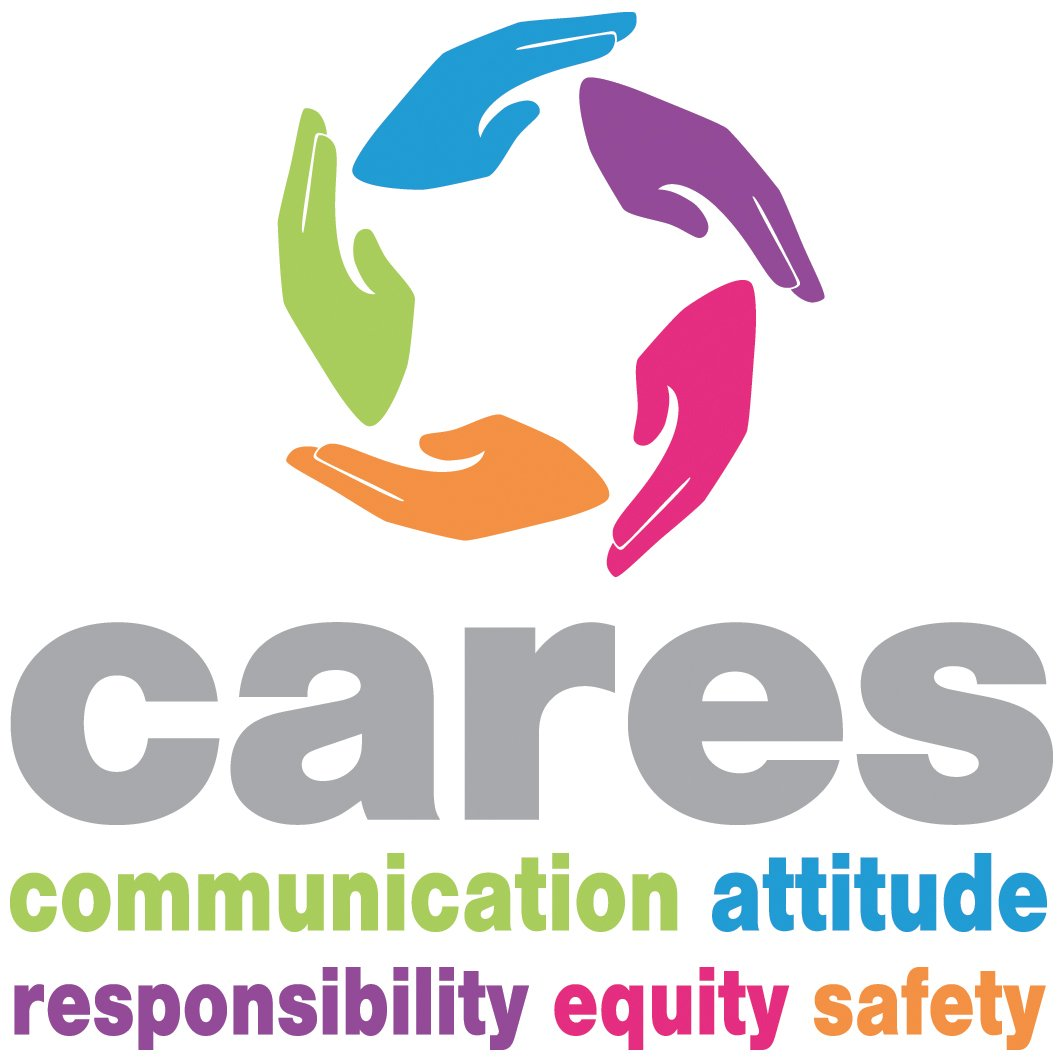 cares
communication attitude
responsibility equity safety